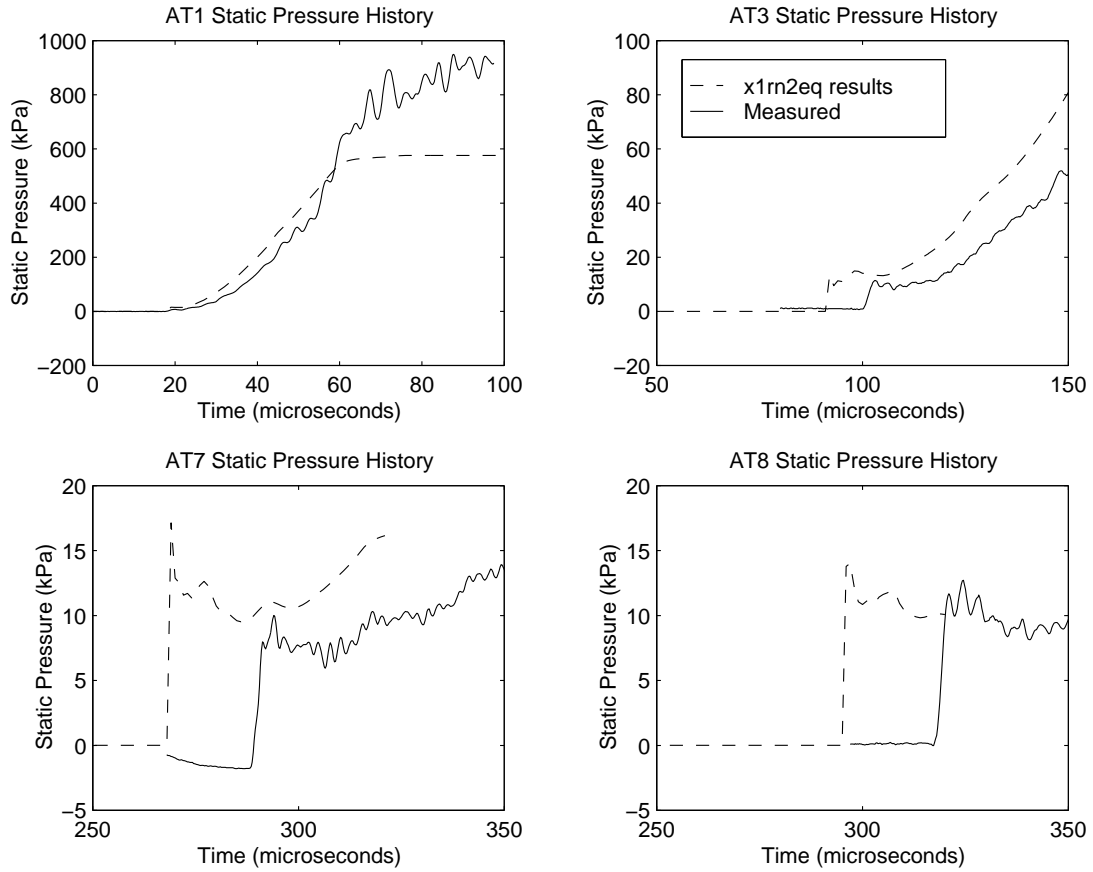 AT1 Static Pressure History
1000
800
600
400
200
0
−200
Static Pressure (kPa)
0
20
40
60
80
100
Time (microseconds)
AT3 Static Pressure History
100
80
60
40
20
0
−20
Static Pressure (kPa)
x1rn2eq results
Measured
50
100
150
Time (microseconds)
AT7 Static Pressure History
20
15
10
5
0
−5
Static Pressure (kPa)
250
300
350
Time (microseconds)
AT8 Static Pressure History
20
15
10
5
0
−5
Static Pressure (kPa)
250
300
350
Time (microseconds)